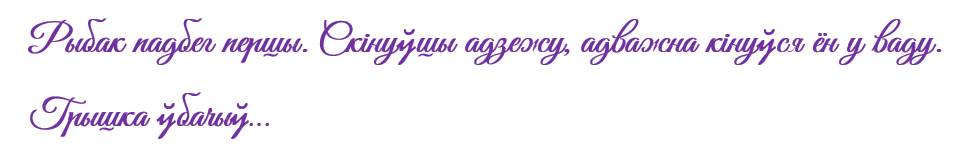 Рыбак падбег першы. Скінуўшы адзежу, адважна кінуўся ён у ваду.
Грышка ўбачыў...